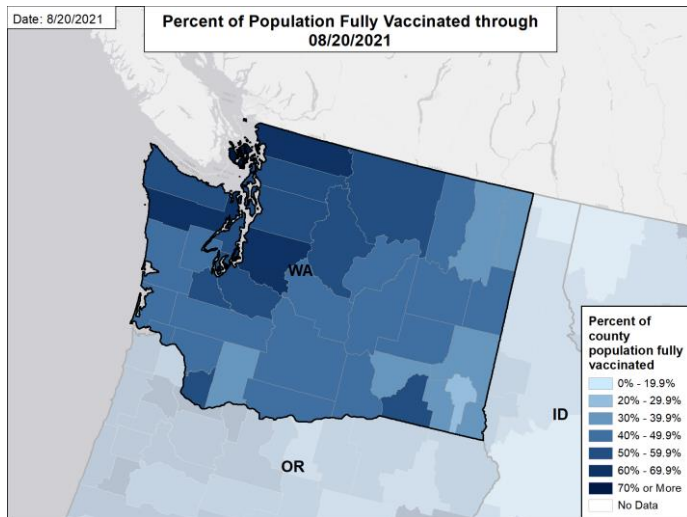 Date: 8/20/2021
Percent of Population Fully Vaccinated through
08/20/2021
WA
ID
OR
Percent of
county
population fully
vaccinated
0% - 19.9%
20% - 29.9%
30% - 39.9%
40% - 49.9%
50% - 59.9%
60% - 69.9%
70% or More
No Data